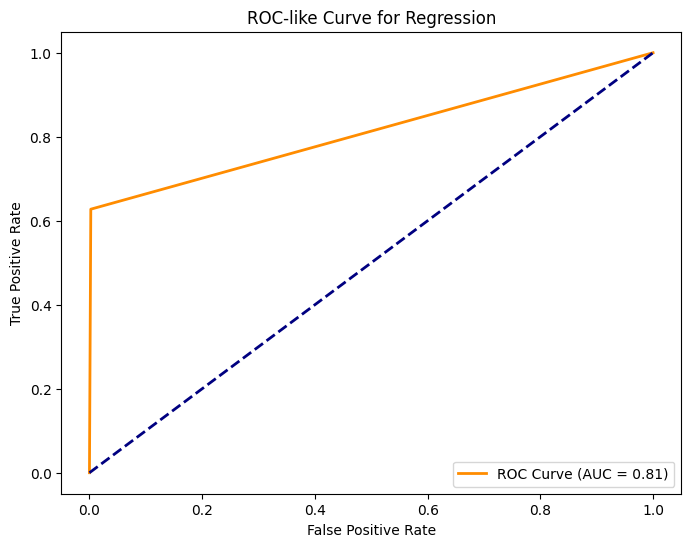 ROC-like Curve for Regression
True Positive Rate
1.0
0.8
0.6
0.4
0.2
0.0
0.0 0.2 0.4 0.6 0.8 1.0
False Positive Rate
ROC Curve (AUC = 0.81)